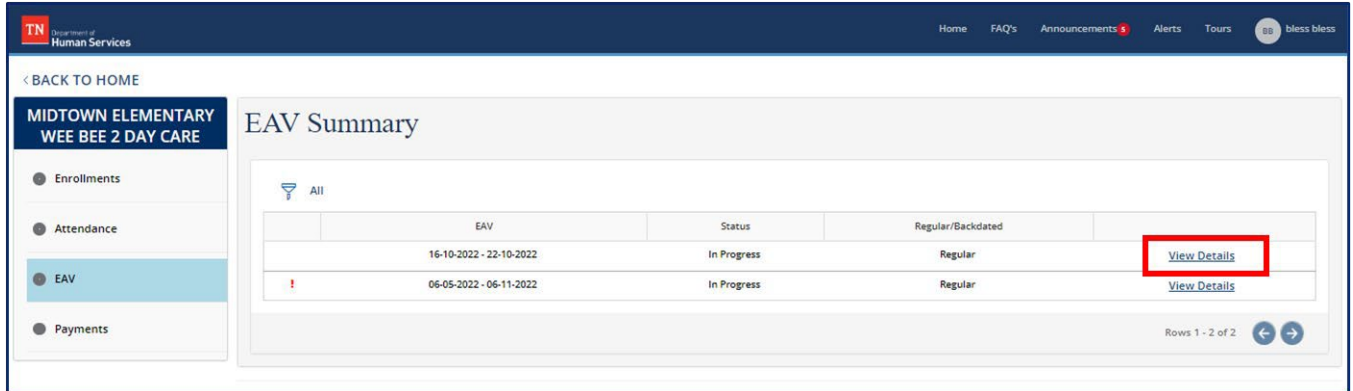 TN Department of Human Services
Home FAQ's Announcements 5 Alerts Tours BB bless bless
< BACK TO HOME
MIDTOWN ELEMENTARY
WEE BEE 2 DAY CARE
Enrollments
Attendance
EAV
Payments
EAV Summary
All
EAV Status Regular/Backdated
16-10-2022 - 22-10-2022 In Progress Regular View Details
! 06-05-2022 - 06-11-2022 In Progress Regular View Details
Rows 1 - 2 of 2